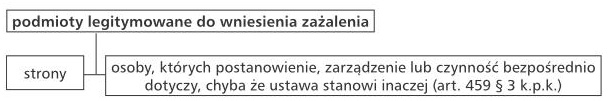 podmioty legitymowane do wniesienia zażalenia
strony
osoby, których postanowienie, zarządzenie lub czynność bezpośrednio
dotyczy, chyba że ustawa stanowi inaczej (art. 459 § 3 k.p.k.)